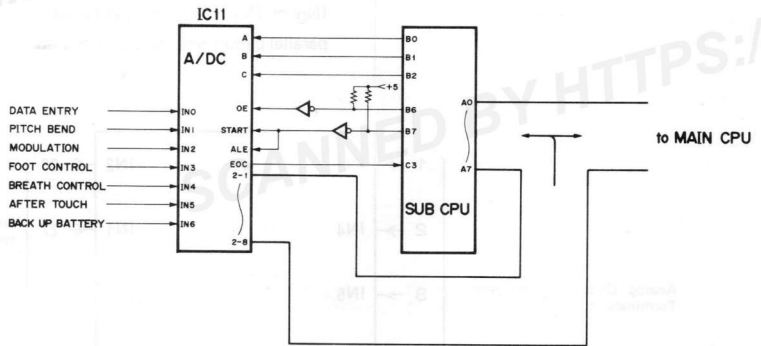 IC11
A/DC
A
B
C
OE
START
ALE
EOC
2-1
2-8
DATA ENTRY
PITCH BEND
MODULATION
FOOT CONTROL
BREATH CONTROL
AFTER TOUCH
BACK UP BATTERY
IN0
IN1
IN2
IN3
IN4
IN5
IN6
+5
B0
B1
B2
B6
B7
C3
A0
A7
SUB CPU
to MAIN CPU
SCANNED BY HTTPS:/